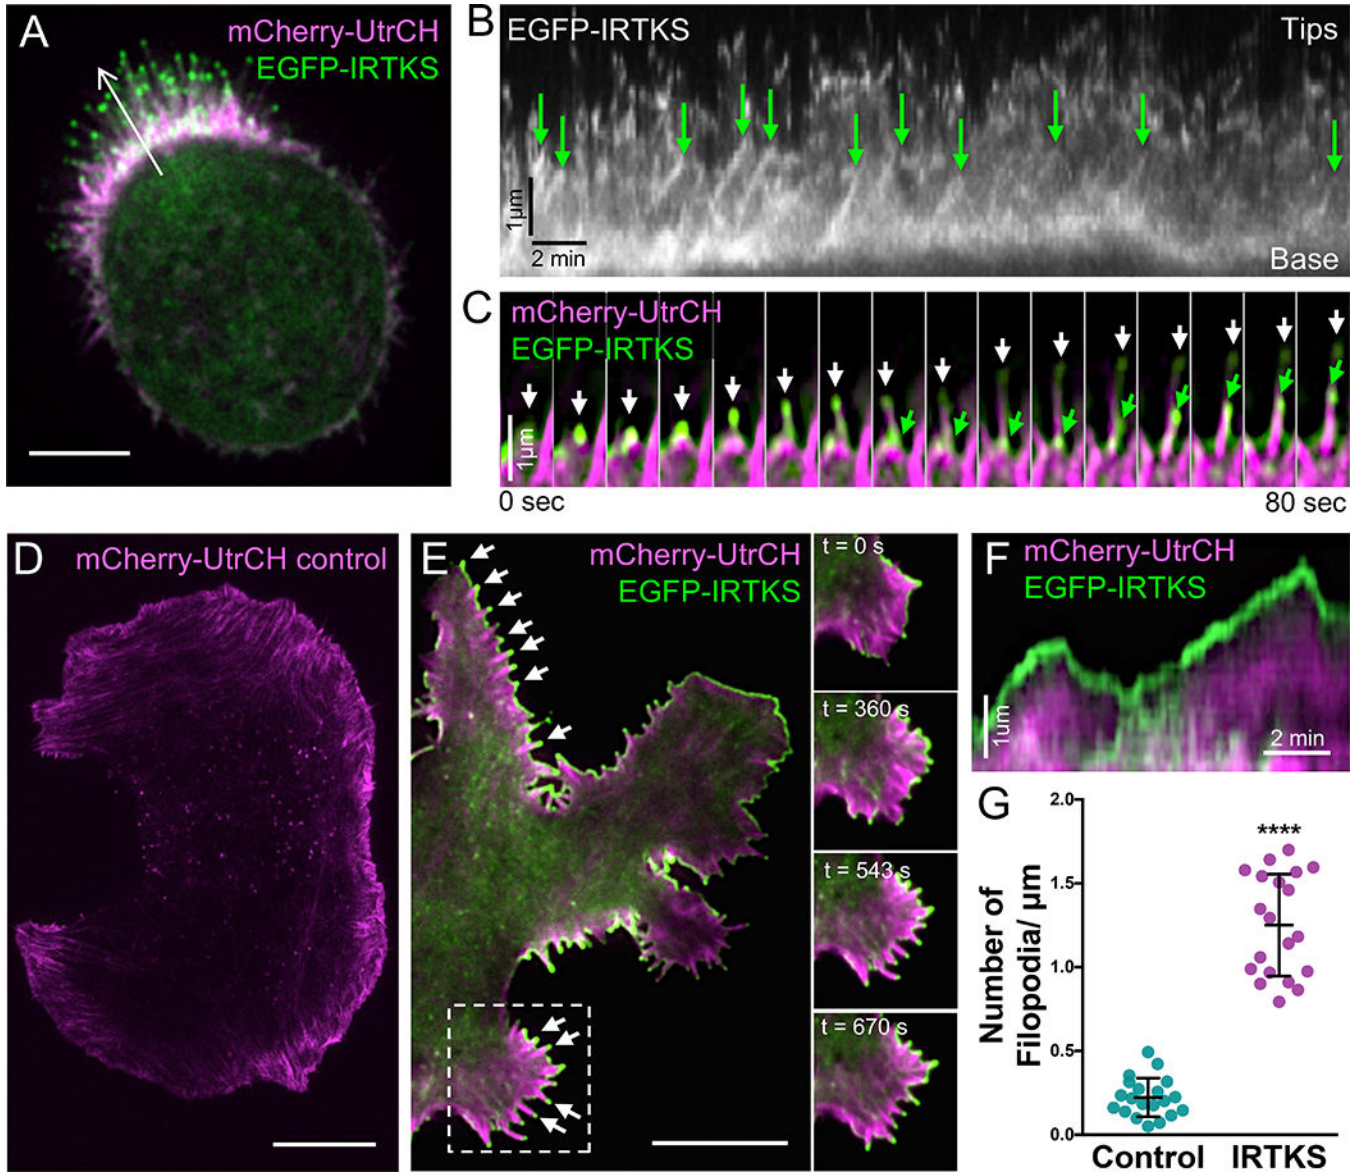 A
mCherry-UtrCH
EGFP-IRTKS
B
EGFP-IRTKS
Tips
1µm
2 min
Base
C
mCherry-UtrCH
EGFP-IRTKS
1µm
0 sec
80 sec
D
mCherry-UtrCH control
E
mCherry-UtrCH
EGFP-IRTKS
t = 0 s
t = 360 s
t = 543 s
t = 670 s
F
mCherry-UtrCH
EGFP-IRTKS
1um
2 min
G
Number of
Filopodia/ µm
2.0
1.5
1.0
0.5
0.0
****
Control
IRTKS